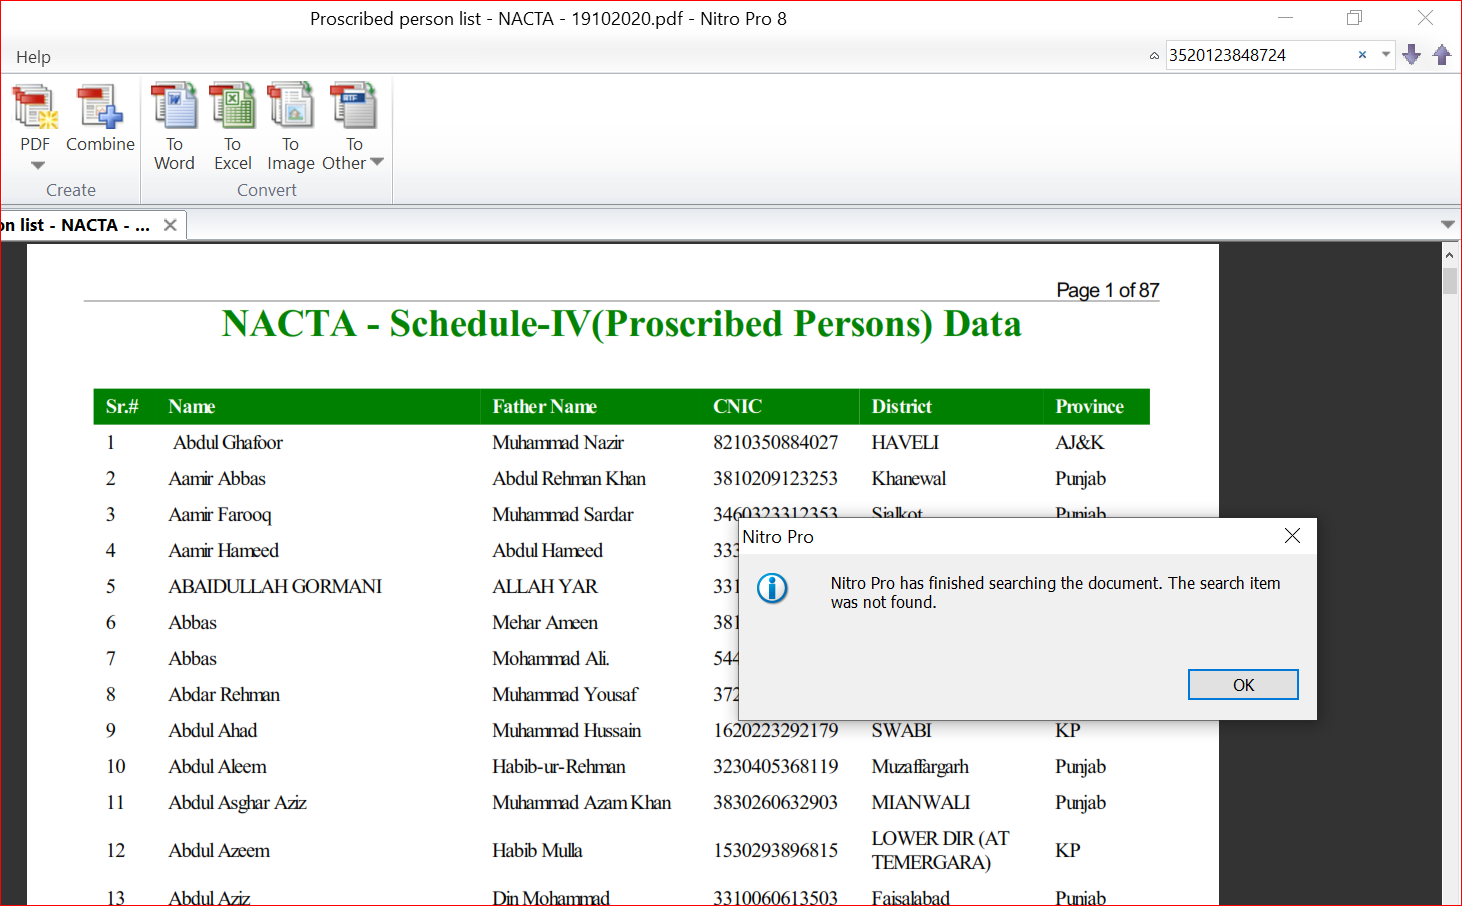 Proscribed person list - NACTA - 19102020.pdf - Nitro Pro 8
Help
3520123848724
PDF
Combine
To Word
To Excel
To Image
RTF
To Other
Create
Convert
on list - NACTA - ...
Page 1 of 87
NACTA - Schedule-IV(Proscribed Persons) Data
Sr.# Name Father Name CNIC District Province
1 Abdul Ghafoor Muhammad Nazir 8210350884027 HAVELI AJ&K
2 Aamir Abbas Abdul Rehman Khan 3810209123253 Khanewal Punjab
3 Aamir Farooq Muhammad Sardar 3460323312353 Sialkot Punjab
4 Aamir Hameed Abdul Hameed 333
5 ABAIDULLAH GORMANI ALLAH YAR 331
6 Abbas Mehar Ameen 381
7 Abbas Mohammad Ali. 544
8 Abdar Rehman Muhammad Yousaf 372
Nitro Pro
Nitro Pro has finished searching the document. The search item
was not found.
OK
9 Abdul Ahad Muhammad Hussain 1620223292179 SWABI KP
10 Abdul Aleem Habib-ur-Rehman 3230405368119 Muzaffargarh Punjab
11 Abdul Asghar Aziz Muhammad Azam Khan 3830260632903 MIANWALI Punjab
12 Abdul Azeem Habib Mulla 1530293896815 LOWER DIR (AT TEMERGARA) KP
13 Abdul Aziz Din Mohammad 3310060613503 Faisalabad Punjab